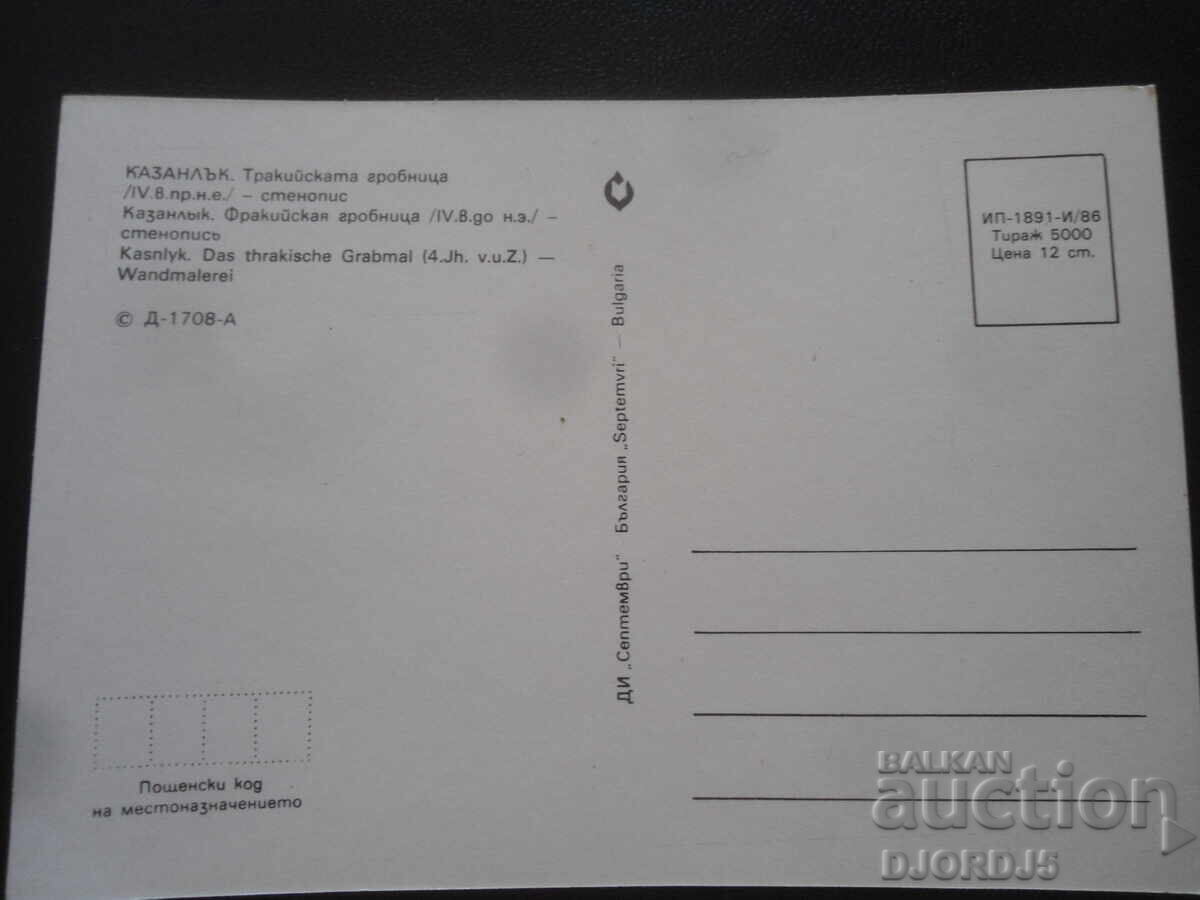 КАЗАНЛЪК. Тракийската гробница
/IV.в.пр.н.е./ – стенопис
Казанлык. Фракийская гробница /IV.в.до н.э./ –
стенопись
Kasnlyk. Das thrakische Grabmal (4.Jh. v.u.Z.) —
Wandmalerei
© Д-1708-А
ДИ „Септември" България „Septemvri" — Bulgaria
ИП-1891-И/86
Тираж 5000
Цена 12 ст.
Пощенски код
на местоназначението
BALKAN
auction
DJORDJ5